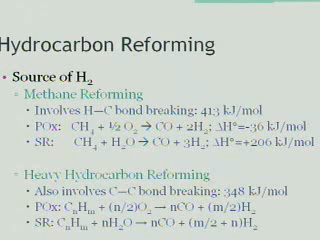 Hydrocarbon Reforming
• Source of H₂
▫ Methane Reforming
• Involves H—C bond breaking: 413 kJ/mol
• POx: CH₄ + ½ O₂ → CO + 2H₂; ΔH°=-36 kJ/mol
• SR: CH₄ + H₂O → CO + 3H₂; ΔH°=+206 kJ/mol
▫ Heavy Hydrocarbon Reforming
• Also involves C—C bond breaking: 348 kJ/mol
• POx: CₙHₘ + (n/2)O₂ → nCO + (m/2)H₂
• SR: CₙHₘ + nH₂O → nCO + (m/2 + n)H₂